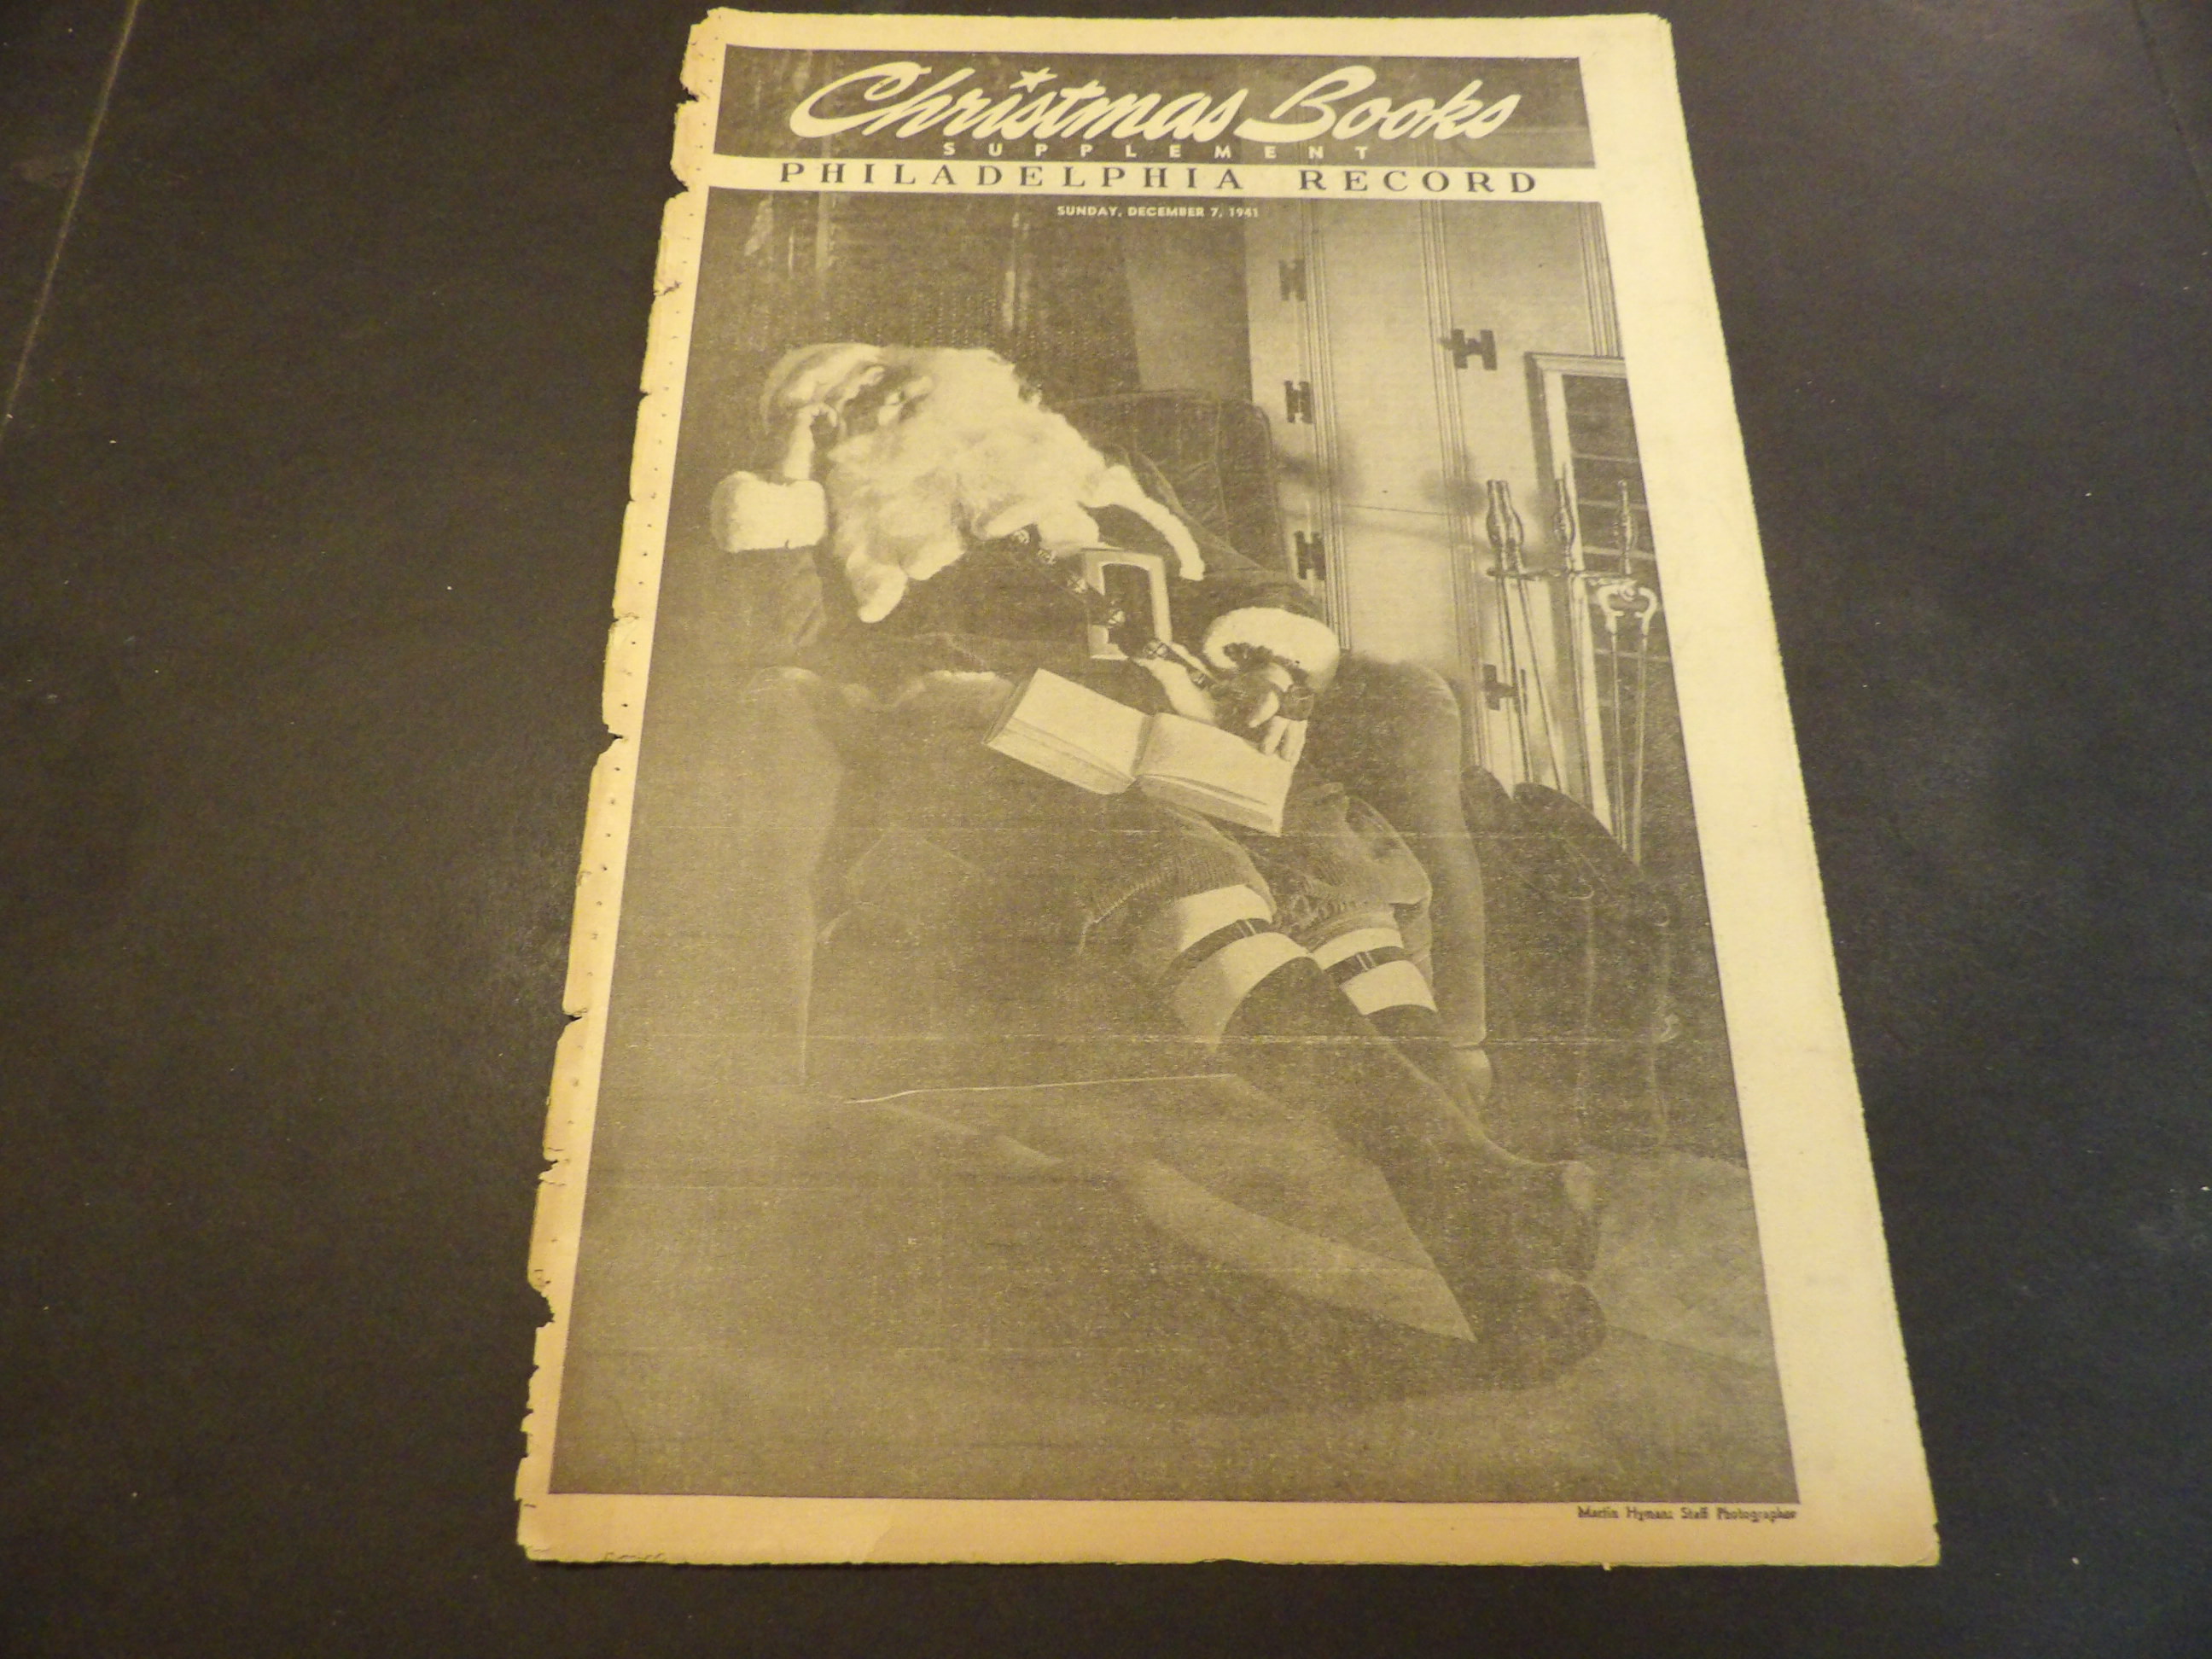 Christmas Books
SUPPLEMENT
PHILADELPHIA RECORD
SUNDAY, DECEMBER 7, 1941
Martin Hyman: Staff Photographer